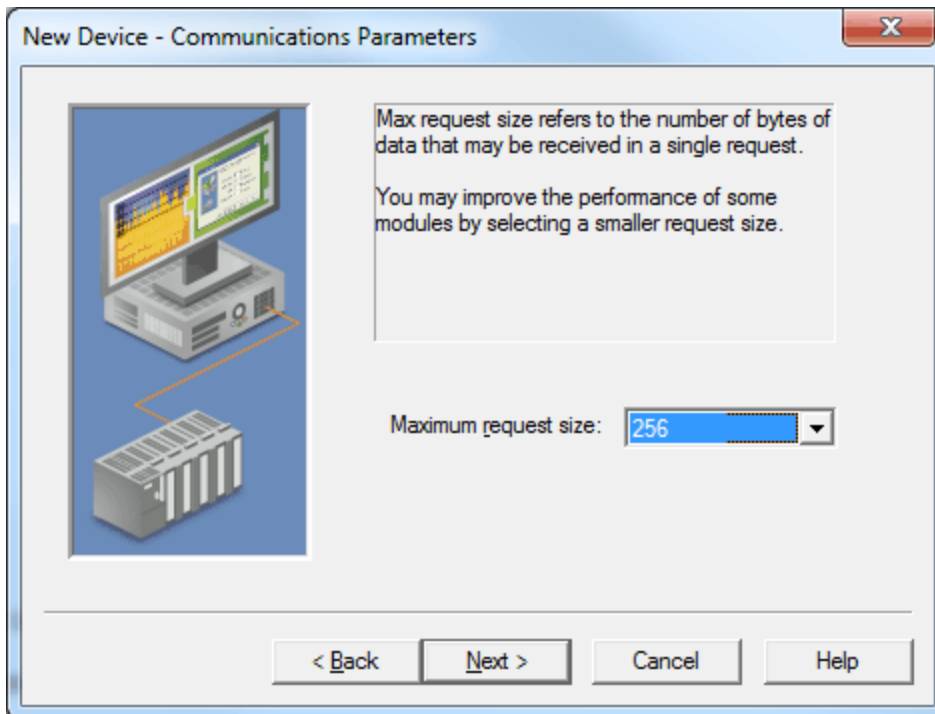 New Device - Communications Parameters
Max request size refers to the number of bytes of
data that may be received in a single request.
You may improve the performance of some
modules by selecting a smaller request size.
Maximum request size: 256
< Back Next > Cancel Help